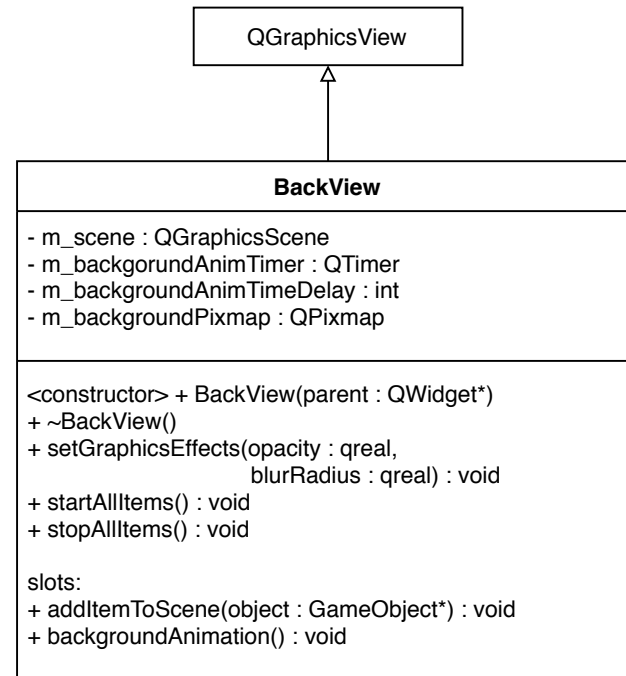 QGraphicsView
BackView
- m_scene : QGraphicsScene
- m_backgorundAnimTimer : QTimer
- m_backgroundAnimTimeDelay : int
- m_backgroundPixmap : QPixmap
<constructor> + BackView(parent : QWidget*)
+ ~BackView()
+ setGraphicsEffects(opacity : qreal,
blurRadius : qreal) : void
+ startAllItems() : void
+ stopAllItems() : void
slots:
+ addItemToScene(object : GameObject*) : void
+ backgroundAnimation() : void